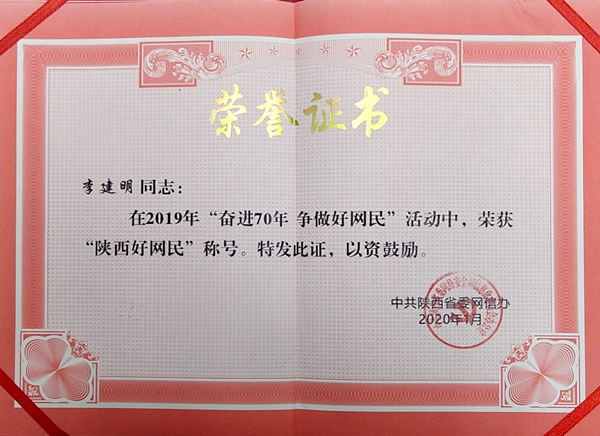 荣誉证书
李建明同志：
在2019年“奋进70年 争做好网民”活动中，荣获
“陕西好网民”称号。特发此证，以资鼓励。
中共陕西省委网信办
2020年1月